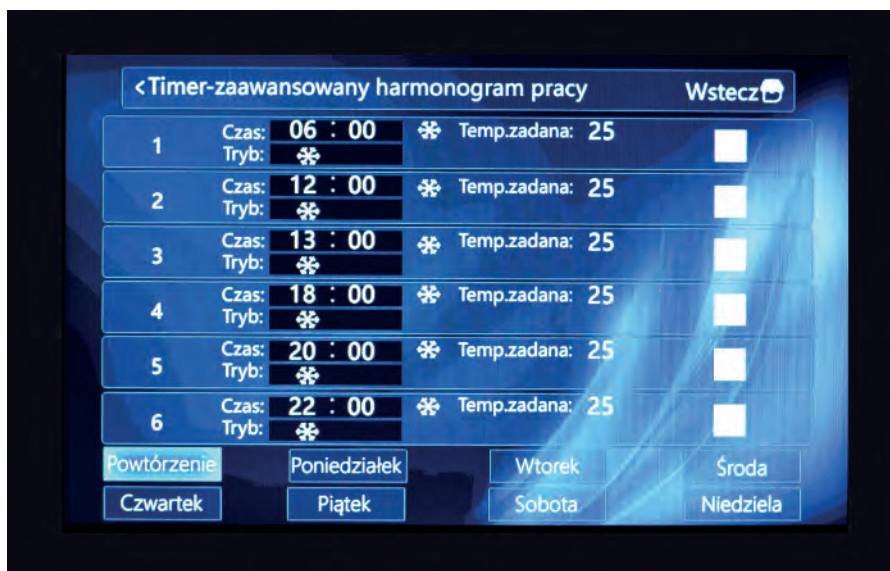 <Timer-zaawansowany harmonogram pracy Wstecz
1 Czas: 06 : 00 Temp.zadana: 25
Tryb:
2 Czas: 12 : 00 Temp.zadana: 25
Tryb:
3 Czas: 13 : 00 Temp.zadana: 25
Tryb:
4 Czas: 18 : 00 Temp.zadana: 25
Tryb:
5 Czas: 20 : 00 Temp.zadana: 25
Tryb:
6 Czas: 22 : 00 Temp.zadana: 25
Tryb:
Powtórzenie Poniedziałek Wtorek Środa
Czwartek Piątek Sobota Niedziela